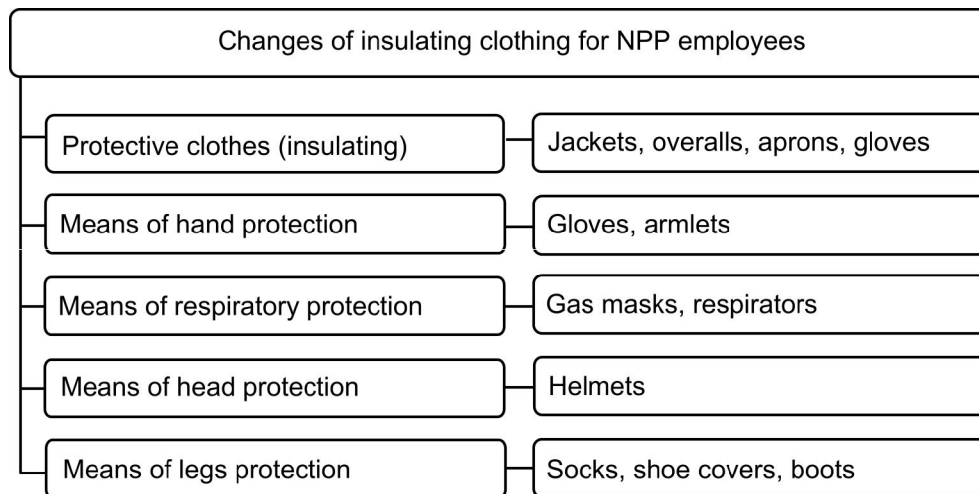 Changes of insulating clothing for NPP employees
Protective clothes (insulating)
Jackets, overalls, aprons, gloves
Means of hand protection
Gloves, armlets
Means of respiratory protection
Gas masks, respirators
Means of head protection
Helmets
Means of legs protection
Socks, shoe covers, boots